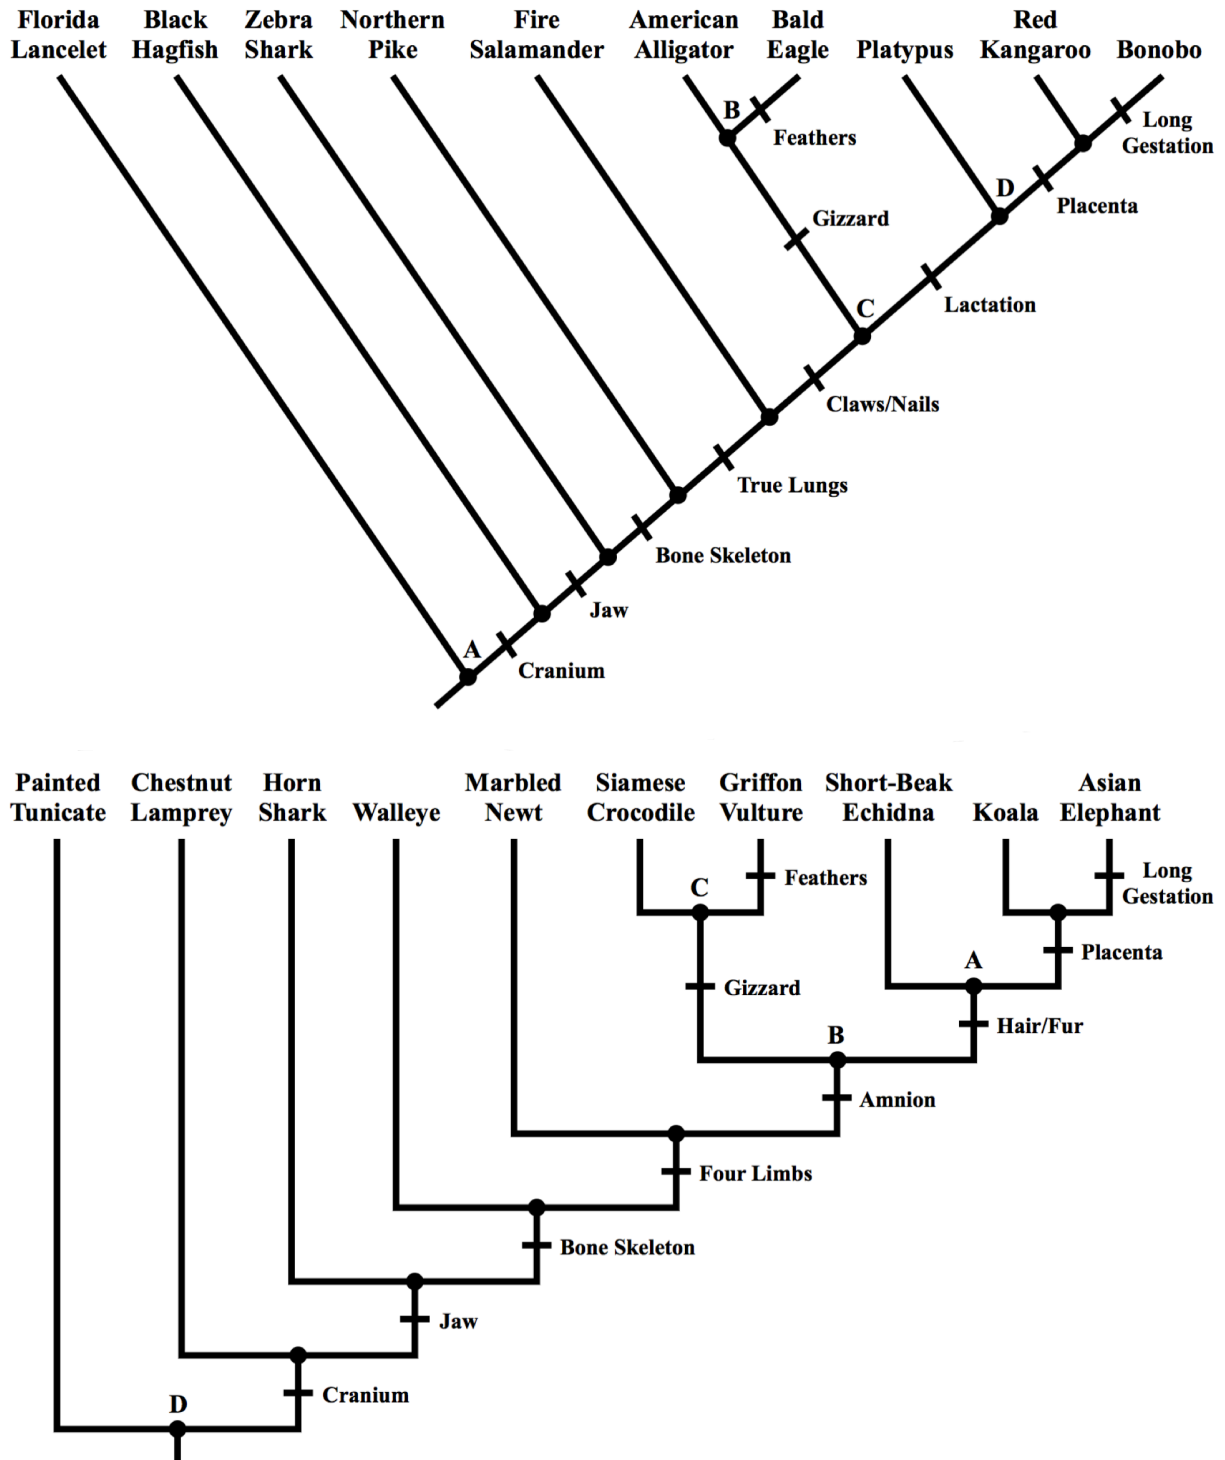 Florida Black Zebra Northern Fire American Bald Red
Lancelet Hagfish Shark Pike Salamander Alligator Eagle Platypus Kangaroo Bonobo
B
Long
Feathers
Gestation
D
Placenta
Gizzard
C
Lactation
Claws/Nails
True Lungs
Bone Skeleton
Jaw
A
Cranium
Painted Chestnut Horn Marbled Siamese Griffon Short-Beak Asian
Tunicate Lamprey Shark Walleye Newt Crocodile Vulture Echidna Koala Elephant
Long
C
Feathers
Gestation
Placenta
A
Gizzard
Hair/Fur
B
Amnion
Four Limbs
Bone Skeleton
Jaw
Cranium
D